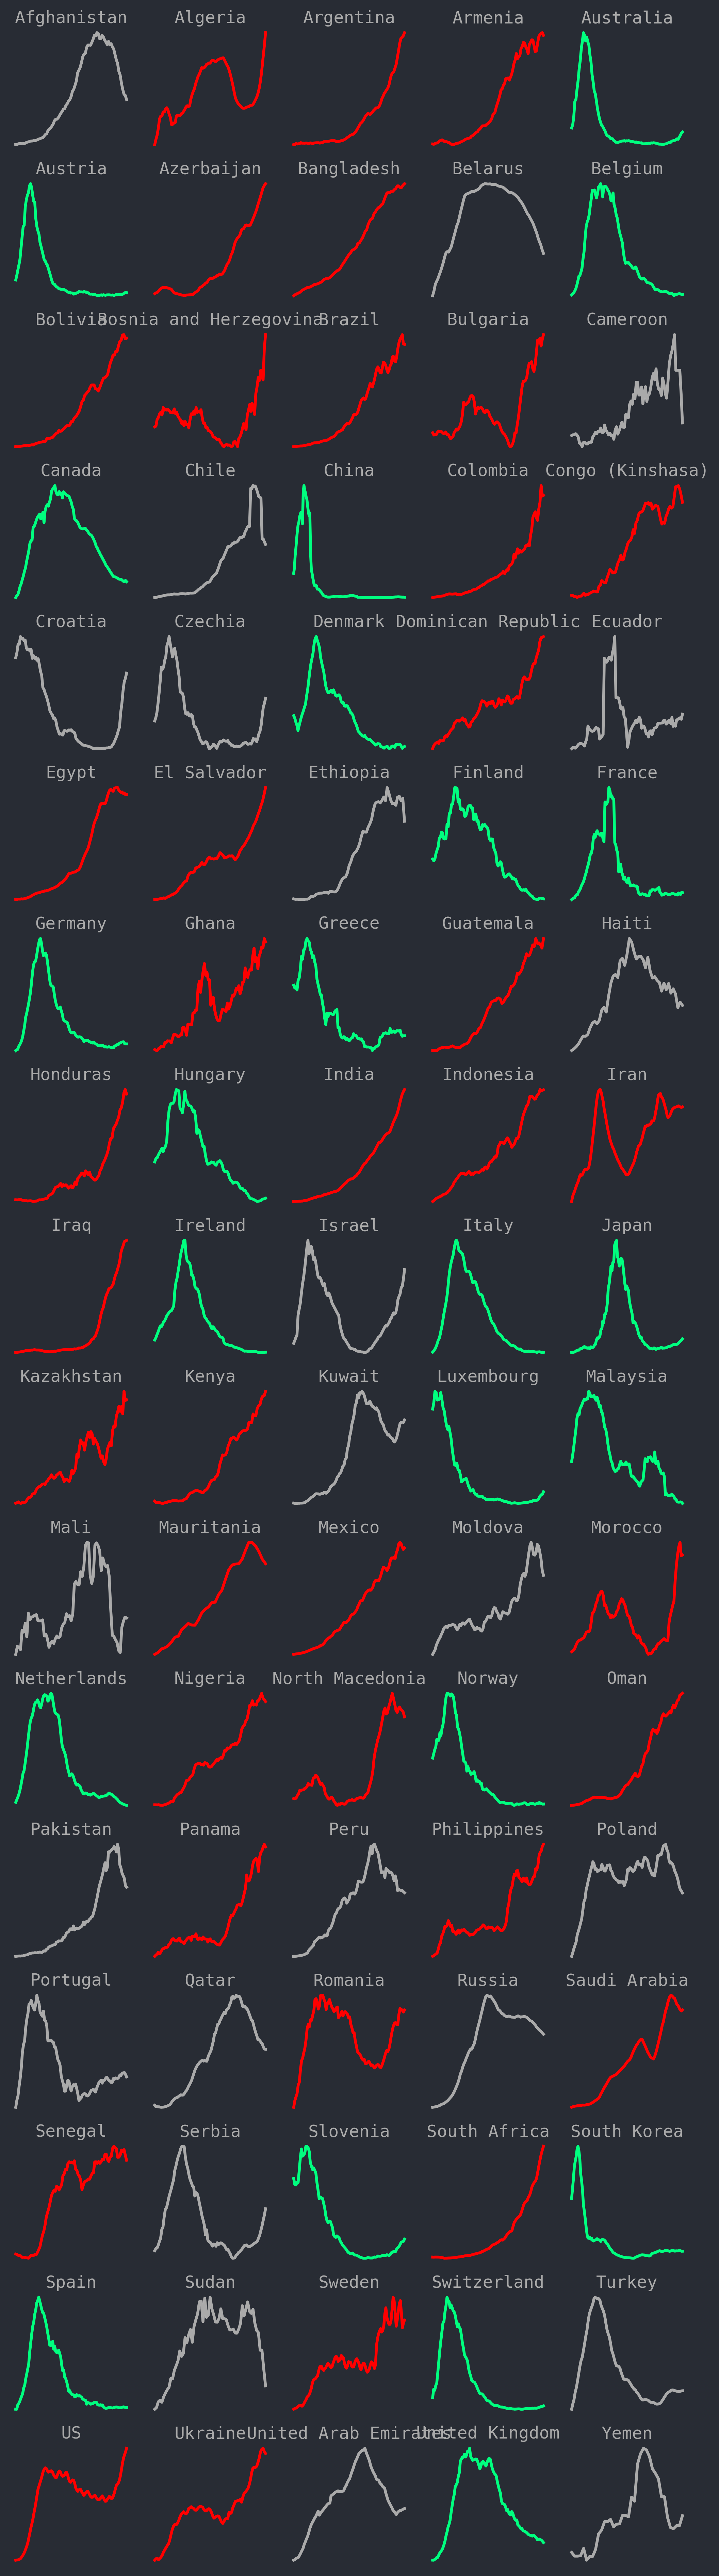 Afghanistan Algeria Argentina Armenia Australia
Austria Azerbaijan Bangladesh Belarus Belgium
Bolivia Bosnia and Herzegovina Brazil Bulgaria Cameroon
Canada Chile China Colombia Congo (Kinshasa)
Croatia Czechia Denmark Dominican Republic Ecuador
Egypt El Salvador Ethiopia Finland France
Germany Ghana Greece Guatemala Haiti
Honduras Hungary India Indonesia Iran
Iraq Ireland Israel Italy Japan
Kazakhstan Kenya Kuwait Luxembourg Malaysia
Mali Mauritania Mexico Moldova Morocco
Netherlands Nigeria North Macedonia Norway Oman
Pakistan Panama Peru Philippines Poland
Portugal Qatar Romania Russia Saudi Arabia
Senegal Serbia Slovenia South Africa South Korea
Spain Sudan Sweden Switzerland Turkey
US Ukraine United Arab Emirates United Kingdom Yemen